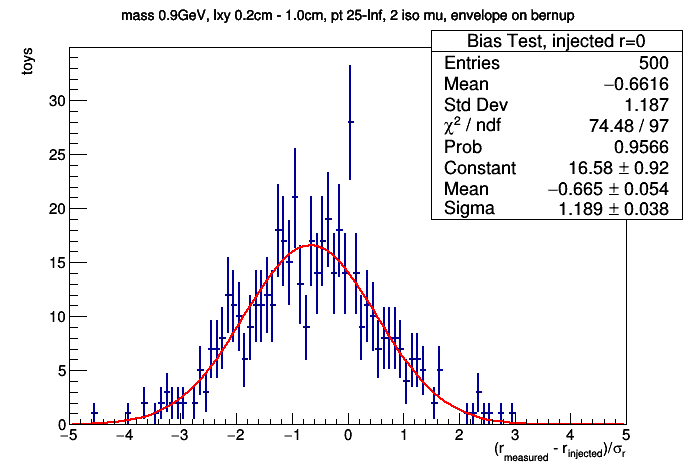 mass 0.9GeV, lxy 0.2cm - 1.0cm, pt 25-Inf, 2 iso mu, envelope on bernup
Bias Test, injected r=0
Entries 500
Mean −0.6616
Std Dev 1.187
χ² / ndf 74.48 / 97
Prob 0.9566
Constant 16.58 ± 0.92
Mean −0.665 ± 0.054
Sigma 1.189 ± 0.038
toys
30
25
20
15
10
5
0
−5 −4 −3 −2 −1 0 1 2 3 4 5
(r_measured - r_injected)/σ_r